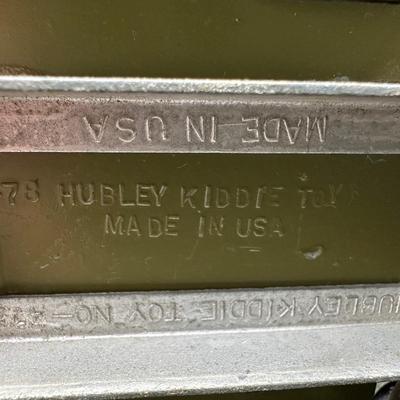 MADE IN USA
78 HUBLEY KIDDIE TOY
MADE IN USA
HUBLEY KIDDIE TOY NO-